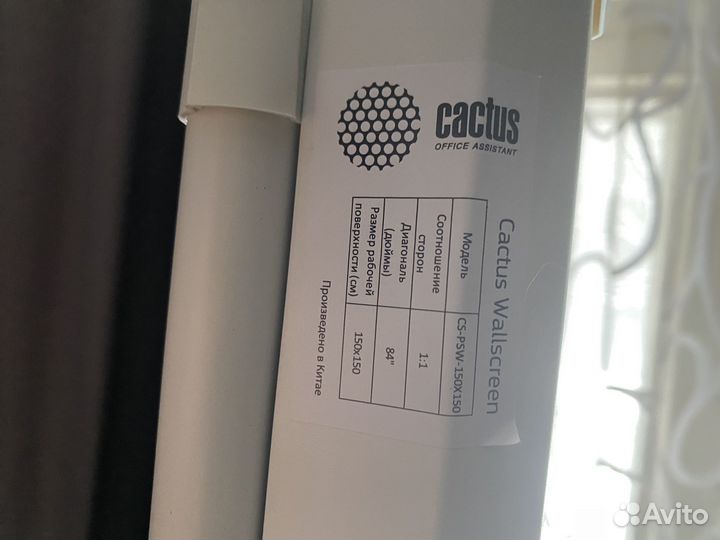 cactus
OFFICE ASSISTANT
Cactus Wallscreen
Модель CS-PSW-150X150
Соотношение
сторон 1:1
Диагональ
(дюймы) 84"
Размер рабочей
поверхности (см) 150x150
Произведено в Китае
Avito